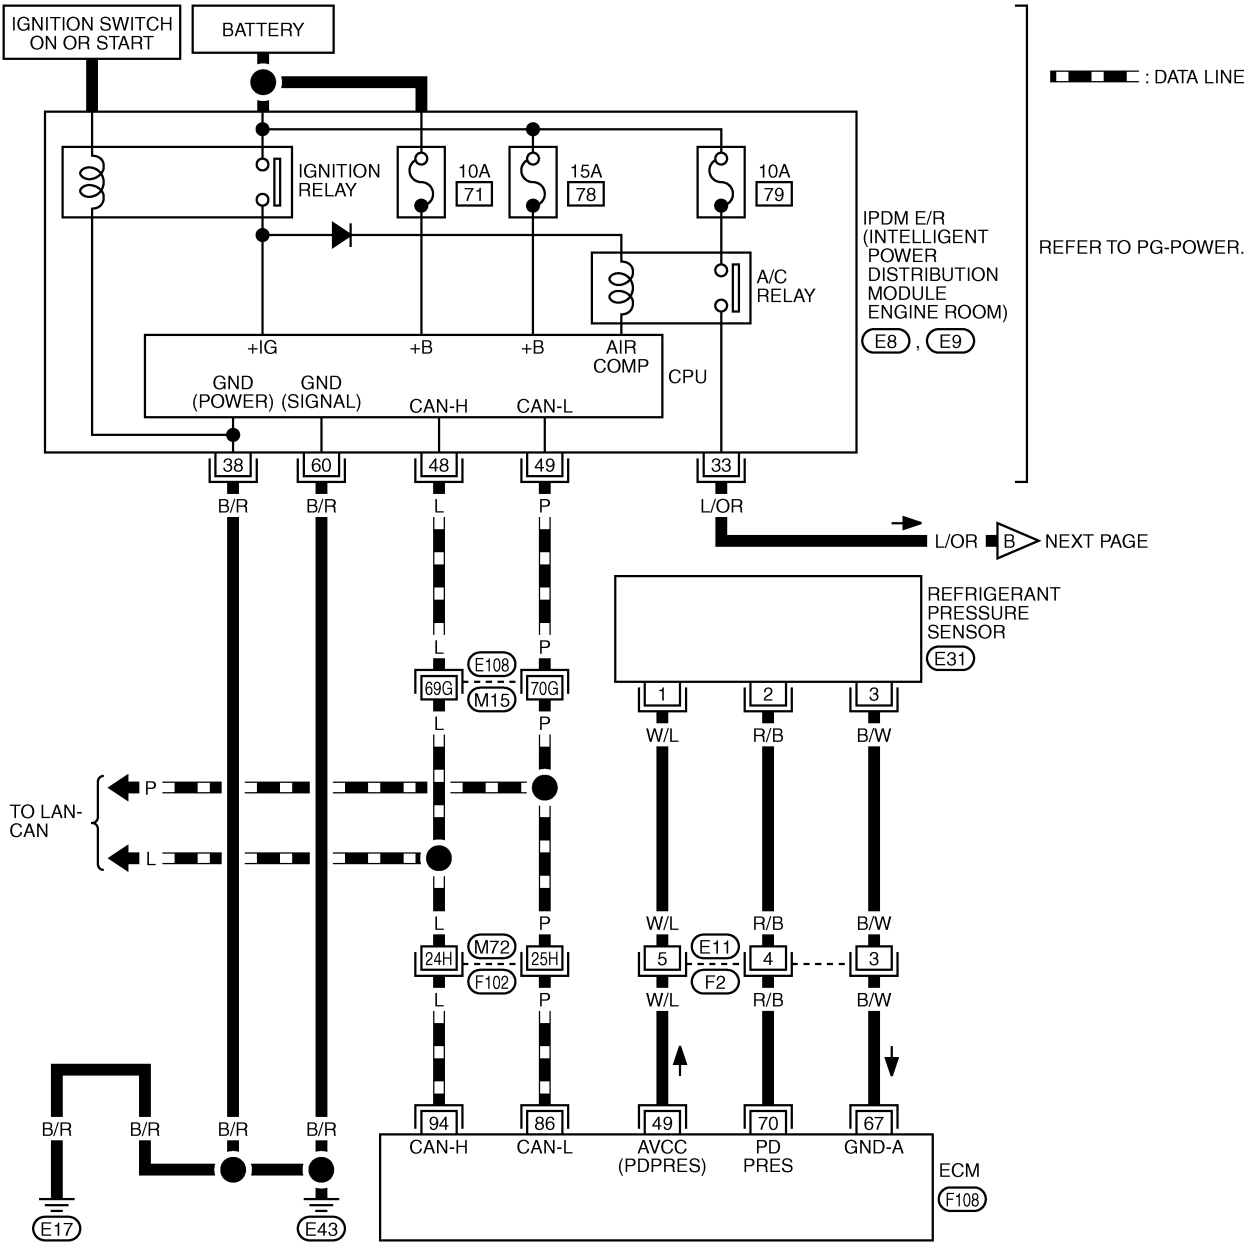 IGNITION SWITCH
ON OR START
BATTERY
: DATA LINE
IGNITION
RELAY
10A
71
15A
78
10A
79
IPDM E/R
(INTELLIGENT
POWER
DISTRIBUTION
MODULE
ENGINE ROOM)
E8 , E9
REFER TO PG-POWER.
A/C
RELAY
+IG
+B
+B
AIR
COMP
CPU
GND
(POWER)
GND
(SIGNAL)
CAN-H
CAN-L
38
60
48
49
33
B/R
B/R
L
P
L/OR
L/OR
B
NEXT PAGE
REFRIGERANT
PRESSURE
SENSOR
E31
L
P
E108
69G
70G
M15
1
2
3
L
P
W/L
R/B
B/W
TO LAN-
CAN
P
L
L
P
W/L
R/B
B/W
M72
24H
25H
F102
E11
5
4
3
F2
L
P
W/L
R/B
B/W
B/R
B/R
B/R
B/R
94
86
49
70
67
CAN-H
CAN-L
AVCC
(PDPRES)
PD
PRES
GND-A
ECM
F108
E17
E43